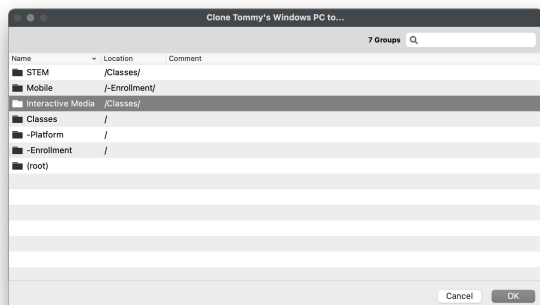 Clone Tommy's Windows PC to...
7 Groups
Name Location Comment
STEM /Classes/
Mobile /-Enrollment/
Interactive Media /Classes/
Classes /
-Platform /
-Enrollment /
(root)
Cancel OK